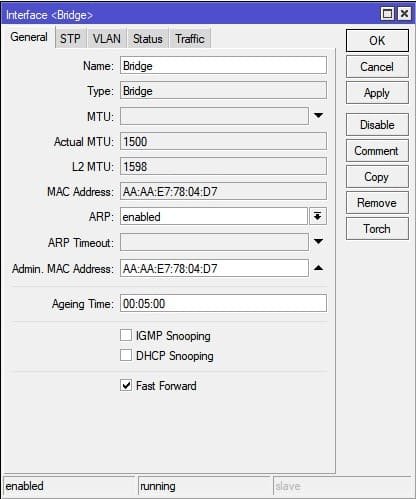 Interface <Bridge>
General STP VLAN Status Traffic
Name: Bridge
Type: Bridge
MTU:
Actual MTU: 1500
L2 MTU: 1598
MAC Address: AA:AA:E7:78:04:D7
ARP: enabled
ARP Timeout:
Admin. MAC Address: AA:AA:E7:78:04:D7
Ageing Time: 00:05:00
IGMP Snooping
DHCP Snooping
Fast Forward
OK
Cancel
Apply
Disable
Comment
Copy
Remove
Torch
enabled running slave